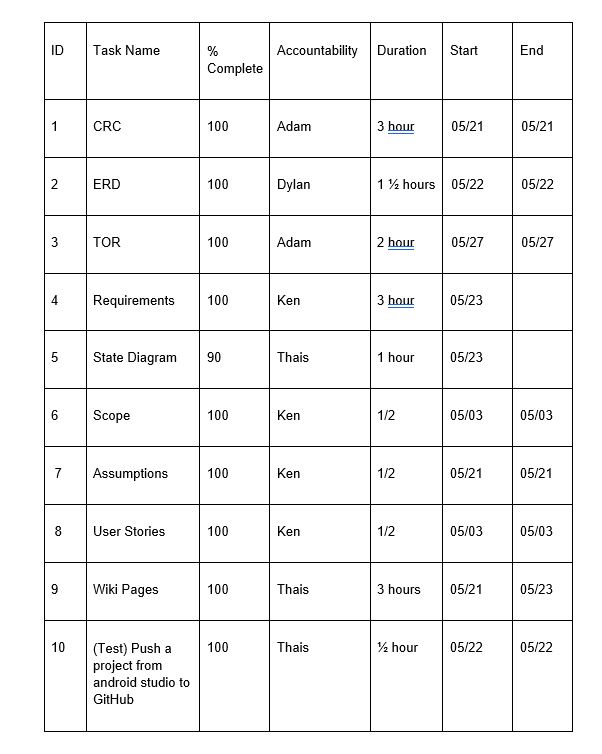 ID Task Name % Complete Accountability Duration Start End
1 CRC 100 Adam 3 hour 05/21 05/21
2 ERD 100 Dylan 1 ½ hours 05/22 05/22
3 TOR 100 Adam 2 hour 05/27 05/27
4 Requirements 100 Ken 3 hour 05/23
5 State Diagram 90 Thais 1 hour 05/23
6 Scope 100 Ken 1/2 05/03 05/03
7 Assumptions 100 Ken 1/2 05/21 05/21
8 User Stories 100 Ken 1/2 05/03 05/03
9 Wiki Pages 100 Thais 3 hours 05/21 05/23
10 (Test) Push a project from android studio to GitHub 100 Thais ½ hour 05/22 05/22